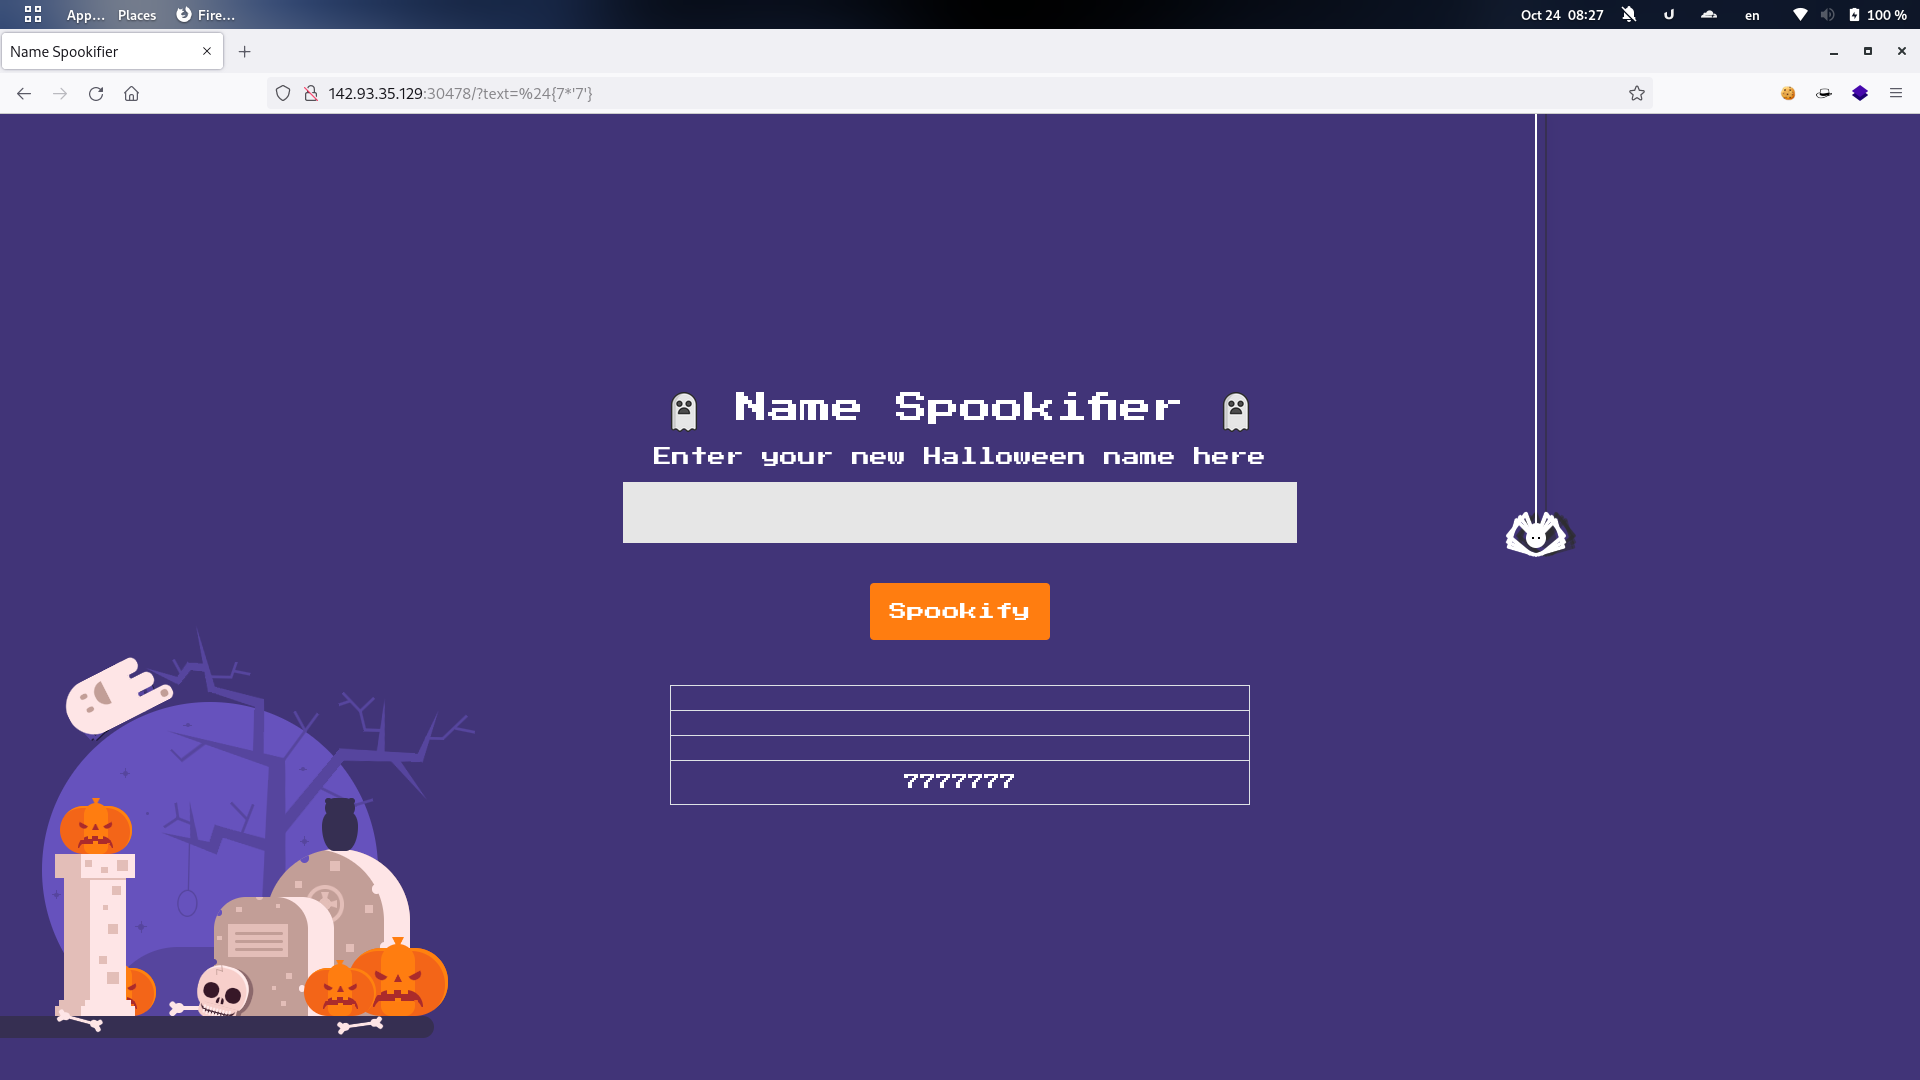 App... Places Fire... Oct 24 08:27 en 100 %
Name Spookifier
142.93.35.129:30478/?text=%24{7*'7'}
Name Spookifier
Enter your new Halloween name here
Spookify
7777777